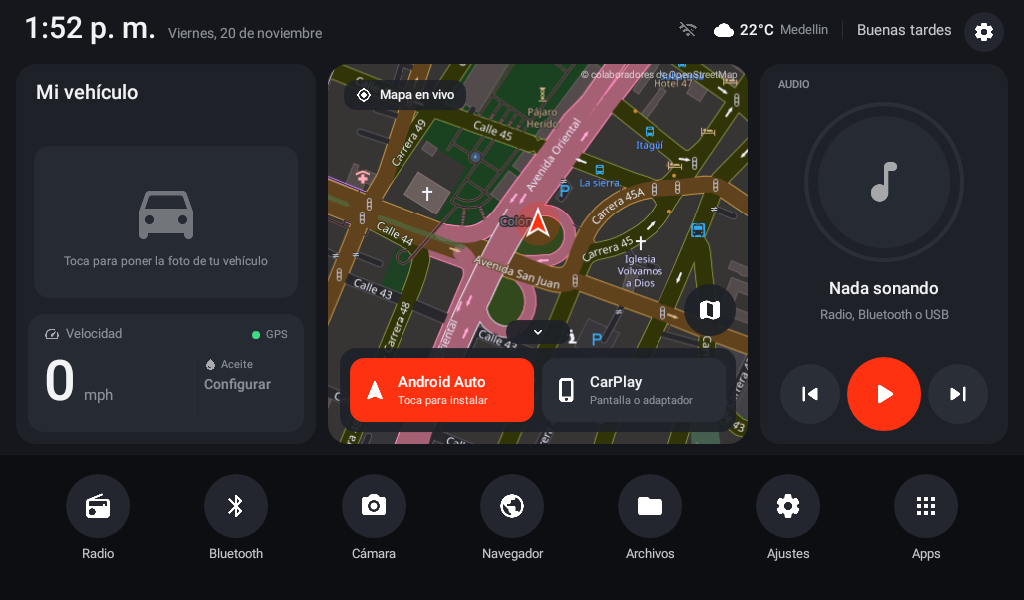 1:52 p. m. Viernes, 20 de noviembre
22°C Medellin Buenas tardes
Mi vehículo
Toca para poner la foto de tu vehículo
Velocidad GPS
0 mph
Aceite
Configurar
© colaboradores de OpenStreetMap
Mapa en vivo
Hotel 47
Pájaro
Herido
Calle 45
Carrera 49
Avenida Oriental
Itagüí
La sierra
P
Carrera 45A
Colón
Calle 44
Carrera 45
Iglesia
Volvamos
a Dios
Avenida San Juan
Calle 43
Carrera 48
Calle 43
P
43
Android Auto
Toca para instalar
CarPlay
Pantalla o adaptador
AUDIO
Nada sonando
Radio, Bluetooth o USB
Radio
Bluetooth
Cámara
Navegador
Archivos
Ajustes
Apps